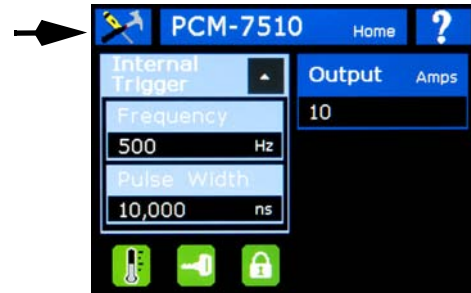 PCM-7510 Home ?
Internal
Trigger
Frequency
500 Hz
Pulse Width
10,000 ns
Output Amps
10